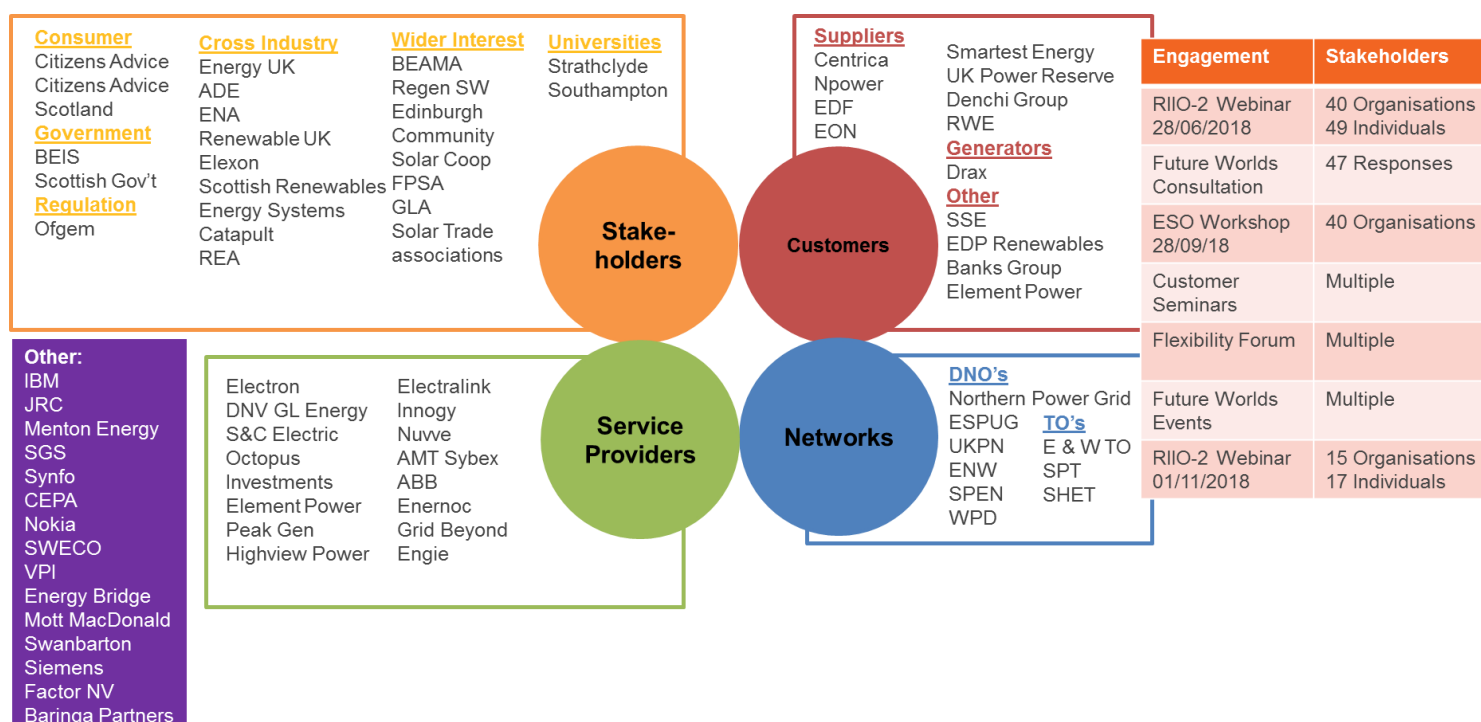 Consumer
Citizens Advice
Citizens Advice
Scotland
Government
BEIS
Scottish Gov't
Regulation
Ofgem
Cross Industry
Energy UK
ADE
ENA
Renewable UK
Elexon
Scottish Renewables
Energy Systems
Catapult
REA
Wider Interest
BEAMA
Regen SW
Edinburgh
Community
Solar Coop
FPSA
GLA
Solar Trade
associations
Universities
Strathclyde
Southampton
Stake-
holders
Suppliers
Centrica
Npower
EDF
EON
Smartest Energy
UK Power Reserve
Denchi Group
RWE
Generators
Drax
Other
SSE
EDP Renewables
Banks Group
Element Power
Customers
Engagement Stakeholders
RIIO-2 Webinar 40 Organisations
28/06/2018 49 Individuals
Future Worlds 47 Responses
Consultation
ESO Workshop 40 Organisations
28/09/18
Customer Multiple
Seminars
Flexibility Forum Multiple
Future Worlds Multiple
Events
RIIO-2 Webinar 15 Organisations
01/11/2018 17 Individuals
Other:
IBM
JRC
Menton Energy
SGS
Synfo
CEPA
Nokia
SWECO
VPI
Energy Bridge
Mott MacDonald
Swanbarton
Siemens
Factor NV
Baringa Partners
Electron
DNV GL Energy
S&C Electric
Octopus
Investments
Element Power
Peak Gen
Highview Power
Electralink
Innogy
Nuvve
AMT Sybex
ABB
Enernoc
Grid Beyond
Engie
Service
Providers
Networks
DNO's
Northern Power Grid
ESPUG
UKPN
ENW
SPEN
WPD
TO's
E & W TO
SPT
SHET